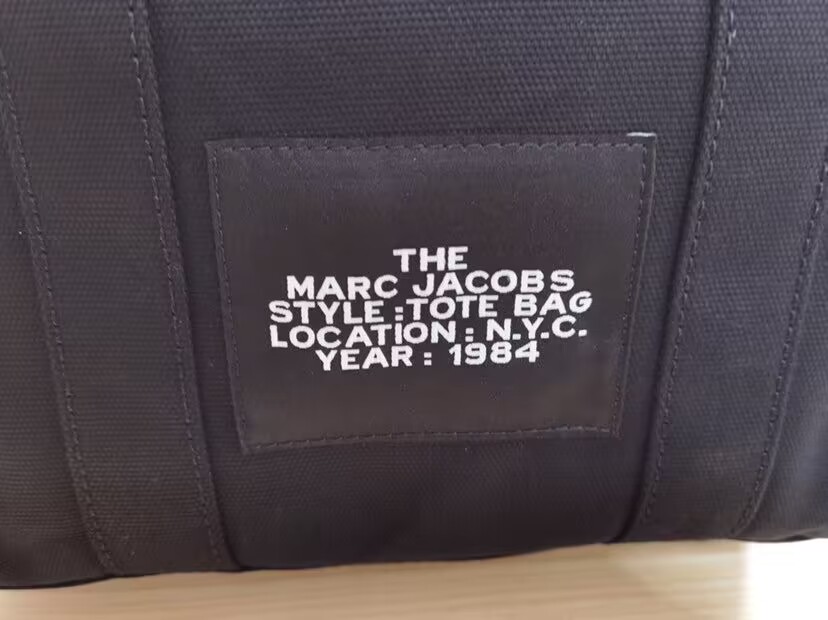 THE
MARC JACOBS
STYLE : TOTE BAG
LOCATION : N.Y.C.
YEAR : 1984